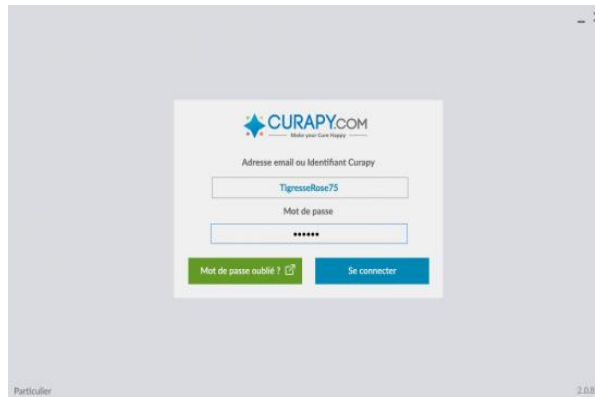 CURAPY.COM
Make your Cure Happy
Adresse email ou Identifiant Curapy
TigresseRose75
Mot de passe
••••••
Mot de passe oublié ?
Se connecter
Particulier
2.0.8